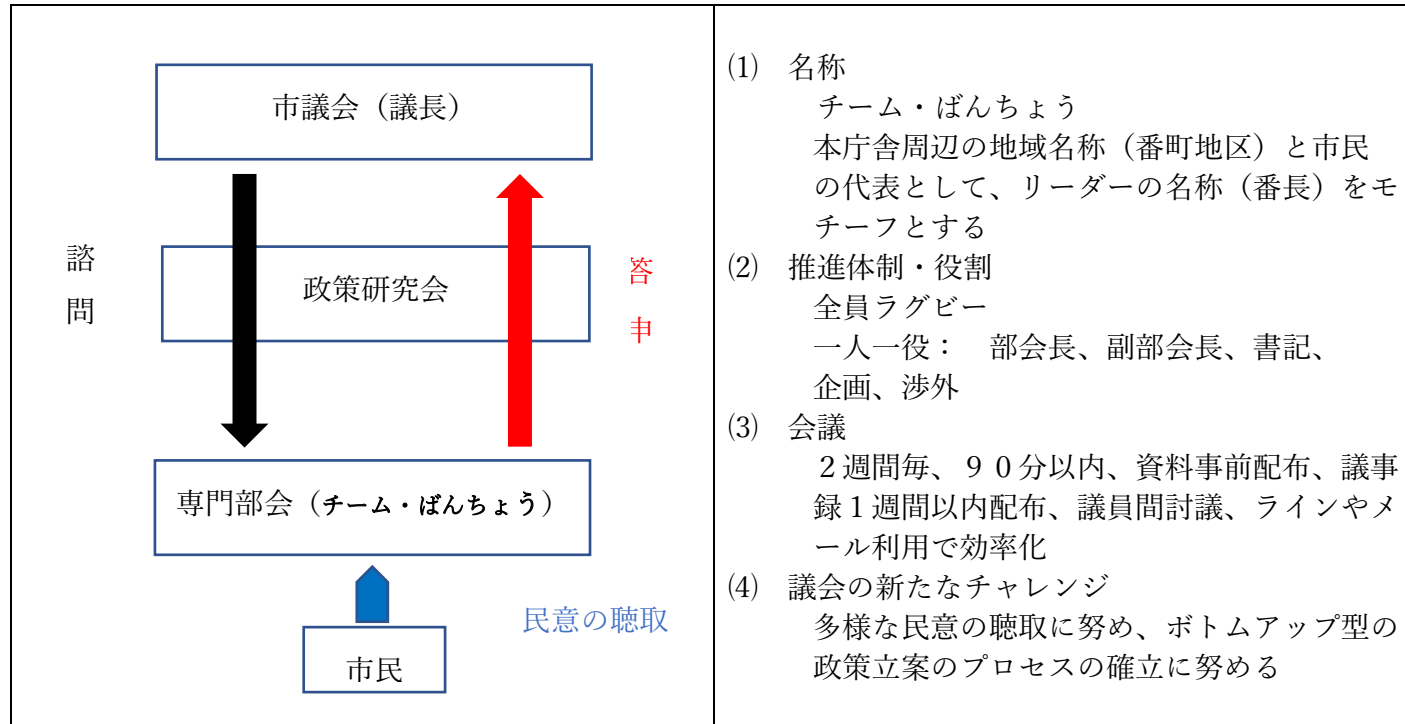 市議会（議長）
諮
問
政策研究会
答
申
専門部会（チーム・ばんちょう）
民意の聴取
市民
⑴　名称
チーム・ばんちょう
本庁舎周辺の地域名称（番町地区）と市民
の代表として、リーダーの名称（番長）をモ
チーフとする
⑵　推進体制・役割
全員ラグビー
一人一役：　部会長、副部会長、書記、
企画、渉外
⑶　会議
２週間毎、９０分以内、資料事前配布、議事
録１週間以内配布、議員間討議、ラインやメ
ール利用で効率化
⑷　議会の新たなチャレンジ
多様な民意の聴取に努め、ボトムアップ型の
政策立案のプロセスの確立に努める